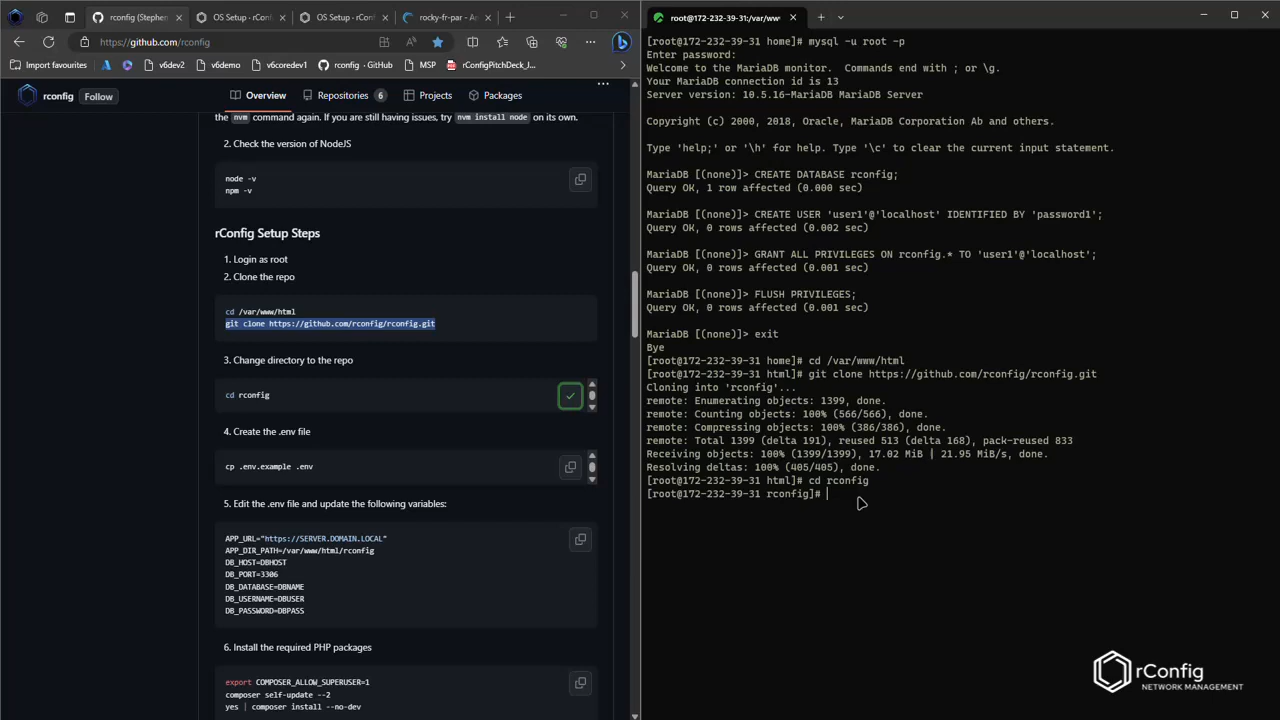 rconfig (Stephen
OS Setup · rConf
OS Setup · rConf
rocky-fr-par - Ap
https://github.com/rconfig
Import favourites
v6dev2
v6demo
v6coredev1
rconfig · GitHub
MSP
rConfigPitchDeck_J...
rconfig
Follow
Overview
Repositories 6
Projects
Packages
the nvm command again. If you are still having issues, try nvm install node on its own.
2. Check the version of NodeJS
node -v
npm -v
rConfig Setup Steps
1. Login as root
2. Clone the repo
cd /var/www/html
git clone https://github.com/rconfig/rconfig.git
3. Change directory to the repo
cd rconfig
4. Create the .env file
cp .env.example .env
5. Edit the .env file and update the following variables:
APP_URL="https://SERVER.DOMAIN.LOCAL"
APP_DIR_PATH=/var/www/html/rconfig
DB_HOST=DBHOST
DB_PORT=3306
DB_DATABASE=DBNAME
DB_USERNAME=DBUSER
DB_PASSWORD=DBPASS
6. Install the required PHP packages
export COMPOSER_ALLOW_SUPERUSER=1
composer self-update --2
yes | composer install --no-dev
root@172-232-39-31:/var/ww
[root@172-232-39-31 home]# mysql -u root -p
Enter password:
Welcome to the MariaDB monitor.  Commands end with ; or \g.
Your MariaDB connection id is 13
Server version: 10.5.16-MariaDB MariaDB Server
Copyright (c) 2000, 2018, Oracle, MariaDB Corporation Ab and others.
Type 'help;' or '\h' for help. Type '\c' to clear the current input statement.
MariaDB [(none)]> CREATE DATABASE rconfig;
Query OK, 1 row affected (0.000 sec)
MariaDB [(none)]> CREATE USER 'user1'@'localhost' IDENTIFIED BY 'password1';
Query OK, 0 rows affected (0.002 sec)
MariaDB [(none)]> GRANT ALL PRIVILEGES ON rconfig.* TO 'user1'@'localhost';
Query OK, 0 rows affected (0.001 sec)
MariaDB [(none)]> FLUSH PRIVILEGES;
Query OK, 0 rows affected (0.001 sec)
MariaDB [(none)]> exit
Bye
[root@172-232-39-31 home]# cd /var/www/html
[root@172-232-39-31 html]# git clone https://github.com/rconfig/rconfig.git
Cloning into 'rconfig'...
remote: Enumerating objects: 1399, done.
remote: Counting objects: 100% (566/566), done.
remote: Compressing objects: 100% (386/386), done.
remote: Total 1399 (delta 191), reused 513 (delta 168), pack-reused 833
Receiving objects: 100% (1399/1399), 17.02 MiB | 21.95 MiB/s, done.
Resolving deltas: 100% (405/405), done.
[root@172-232-39-31 html]# cd rconfig
[root@172-232-39-31 rconfig]#
rConfig
NETWORK MANAGEMENT